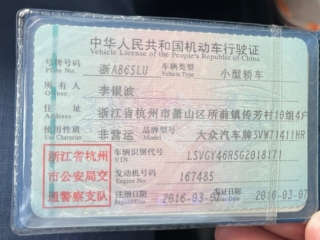 中华人民共和国机动车行驶证
Vehicle License of the People's Republic of China
号牌号码 Plate No. 浙A865LU 车辆类型 Vehicle Type 小型轿车
所有人 Owner 李银波
住址 Address 浙江省杭州市萧山区所前镇传芳村10组4户
使用性质 Use Character 非营运 品牌型号 Model 大众汽车牌SVW71411HR
浙江省杭州市公安局交通警察支队
车辆识别代号 VIN LSVGY46R5G2018171
发动机号码 Engine No. 167485
注册日期 2016-03-07 2016-03-07